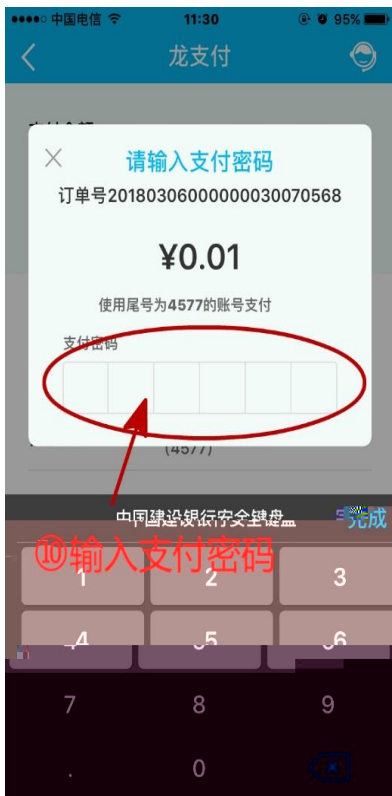 中国电信 11:30 95%
龙支付
请输入支付密码
订单号20180306000000030070568
¥0.01
使用尾号为4577的账号支付
支付密码
(4577)
中国建设银行安全键盘 完成
⑩输入支付密码
1 2 3
4 5 6
7 8 9
. 0